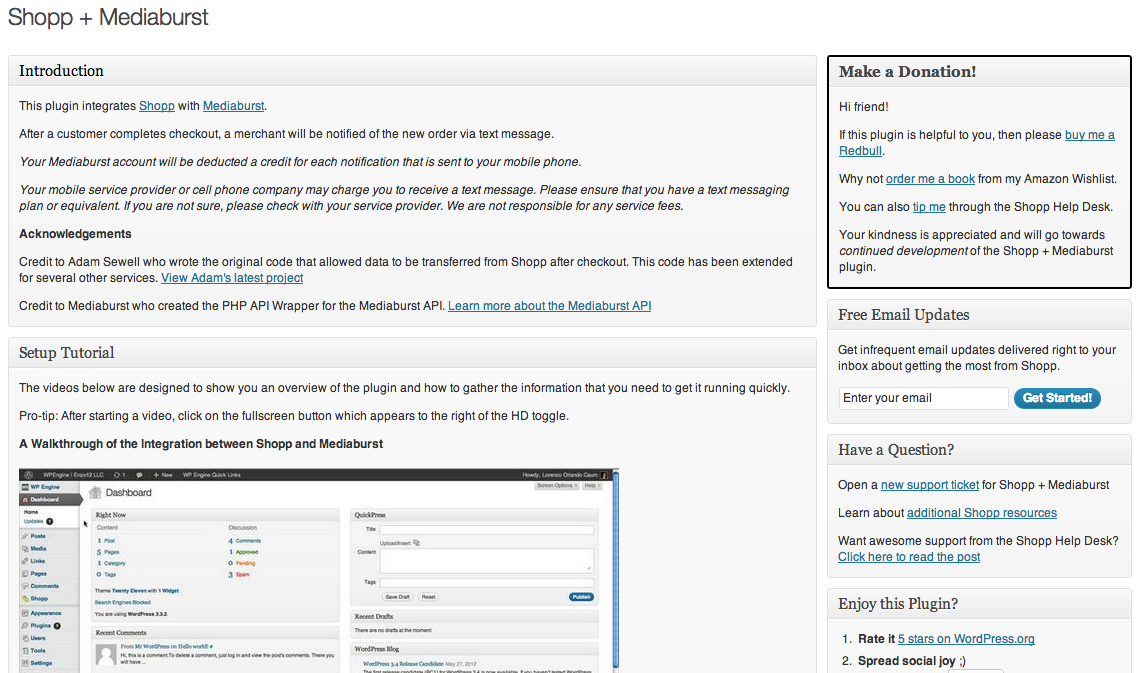 Shopp + Mediaburst
Introduction
This plugin integrates Shopp with Mediaburst.
After a customer completes checkout, a merchant will be notified of the new order via text message.
Your Mediaburst account will be deducted a credit for each notification that is sent to your mobile phone.
Your mobile service provider or cell phone company may charge you to receive a text message. Please ensure that you have a text messaging
plan or equivalent. If you are not sure, please check with your service provider. We are not responsible for any service fees.
Acknowledgements
Credit to Adam Sewell who wrote the original code that allowed data to be transferred from Shopp after checkout. This code has been extended
for several other services. View Adam's latest project
Credit to Mediaburst who created the PHP API Wrapper for the Mediaburst API. Learn more about the Mediaburst API
Setup Tutorial
The videos below are designed to show you an overview of the plugin and how to gather the information that you need to get it running quickly.
Pro-tip: After starting a video, click on the fullscreen button which appears to the right of the HD toggle.
A Walkthrough of the Integration between Shopp and Mediaburst
WPEngine | Enzo12 LLC 1 + New WP Engine Quick Links Howdy, Lorenzo Orlando Caum
WP Engine
Dashboard
Home
Updates 1
Posts
Media
Links
Pages
Comments
Shopp
Appearance
Plugins 1
Users
Tools
Settings
Screen Options Help
Dashboard
Right Now
Content Discussion
1 Post 4 Comments
5 Pages 1 Approved
1 Category 0 Pending
0 Tags 3 Spam
Theme Twenty Eleven with 1 Widget
Search Engines Blocked
You are using WordPress 3.3.2.
Recent Comments
From Mr WordPress on Hello world! #
Hi, this is a comment.To delete a comment, just log in and view the post's comments. There you
will have ...
QuickPress
Title
Upload/Insert
Content
Tags
Save Draft Reset Publish
Recent Drafts
There are no drafts at the moment
WordPress Blog
WordPress 3.4 Release Candidate May 27, 2012
Make a Donation!
Hi friend!
If this plugin is helpful to you, then please buy me a
Redbull.
Why not order me a book from my Amazon Wishlist.
You can also tip me through the Shopp Help Desk.
Your kindness is appreciated and will go towards
continued development of the Shopp + Mediaburst
plugin.
Free Email Updates
Get infrequent email updates delivered right to your
inbox about getting the most from Shopp.
Enter your email Get Started!
Have a Question?
Open a new support ticket for Shopp + Mediaburst
Learn about additional Shopp resources
Want awesome support from the Shopp Help Desk?
Click here to read the post
Enjoy this Plugin?
1. Rate it 5 stars on WordPress.org
2. Spread social joy ;)